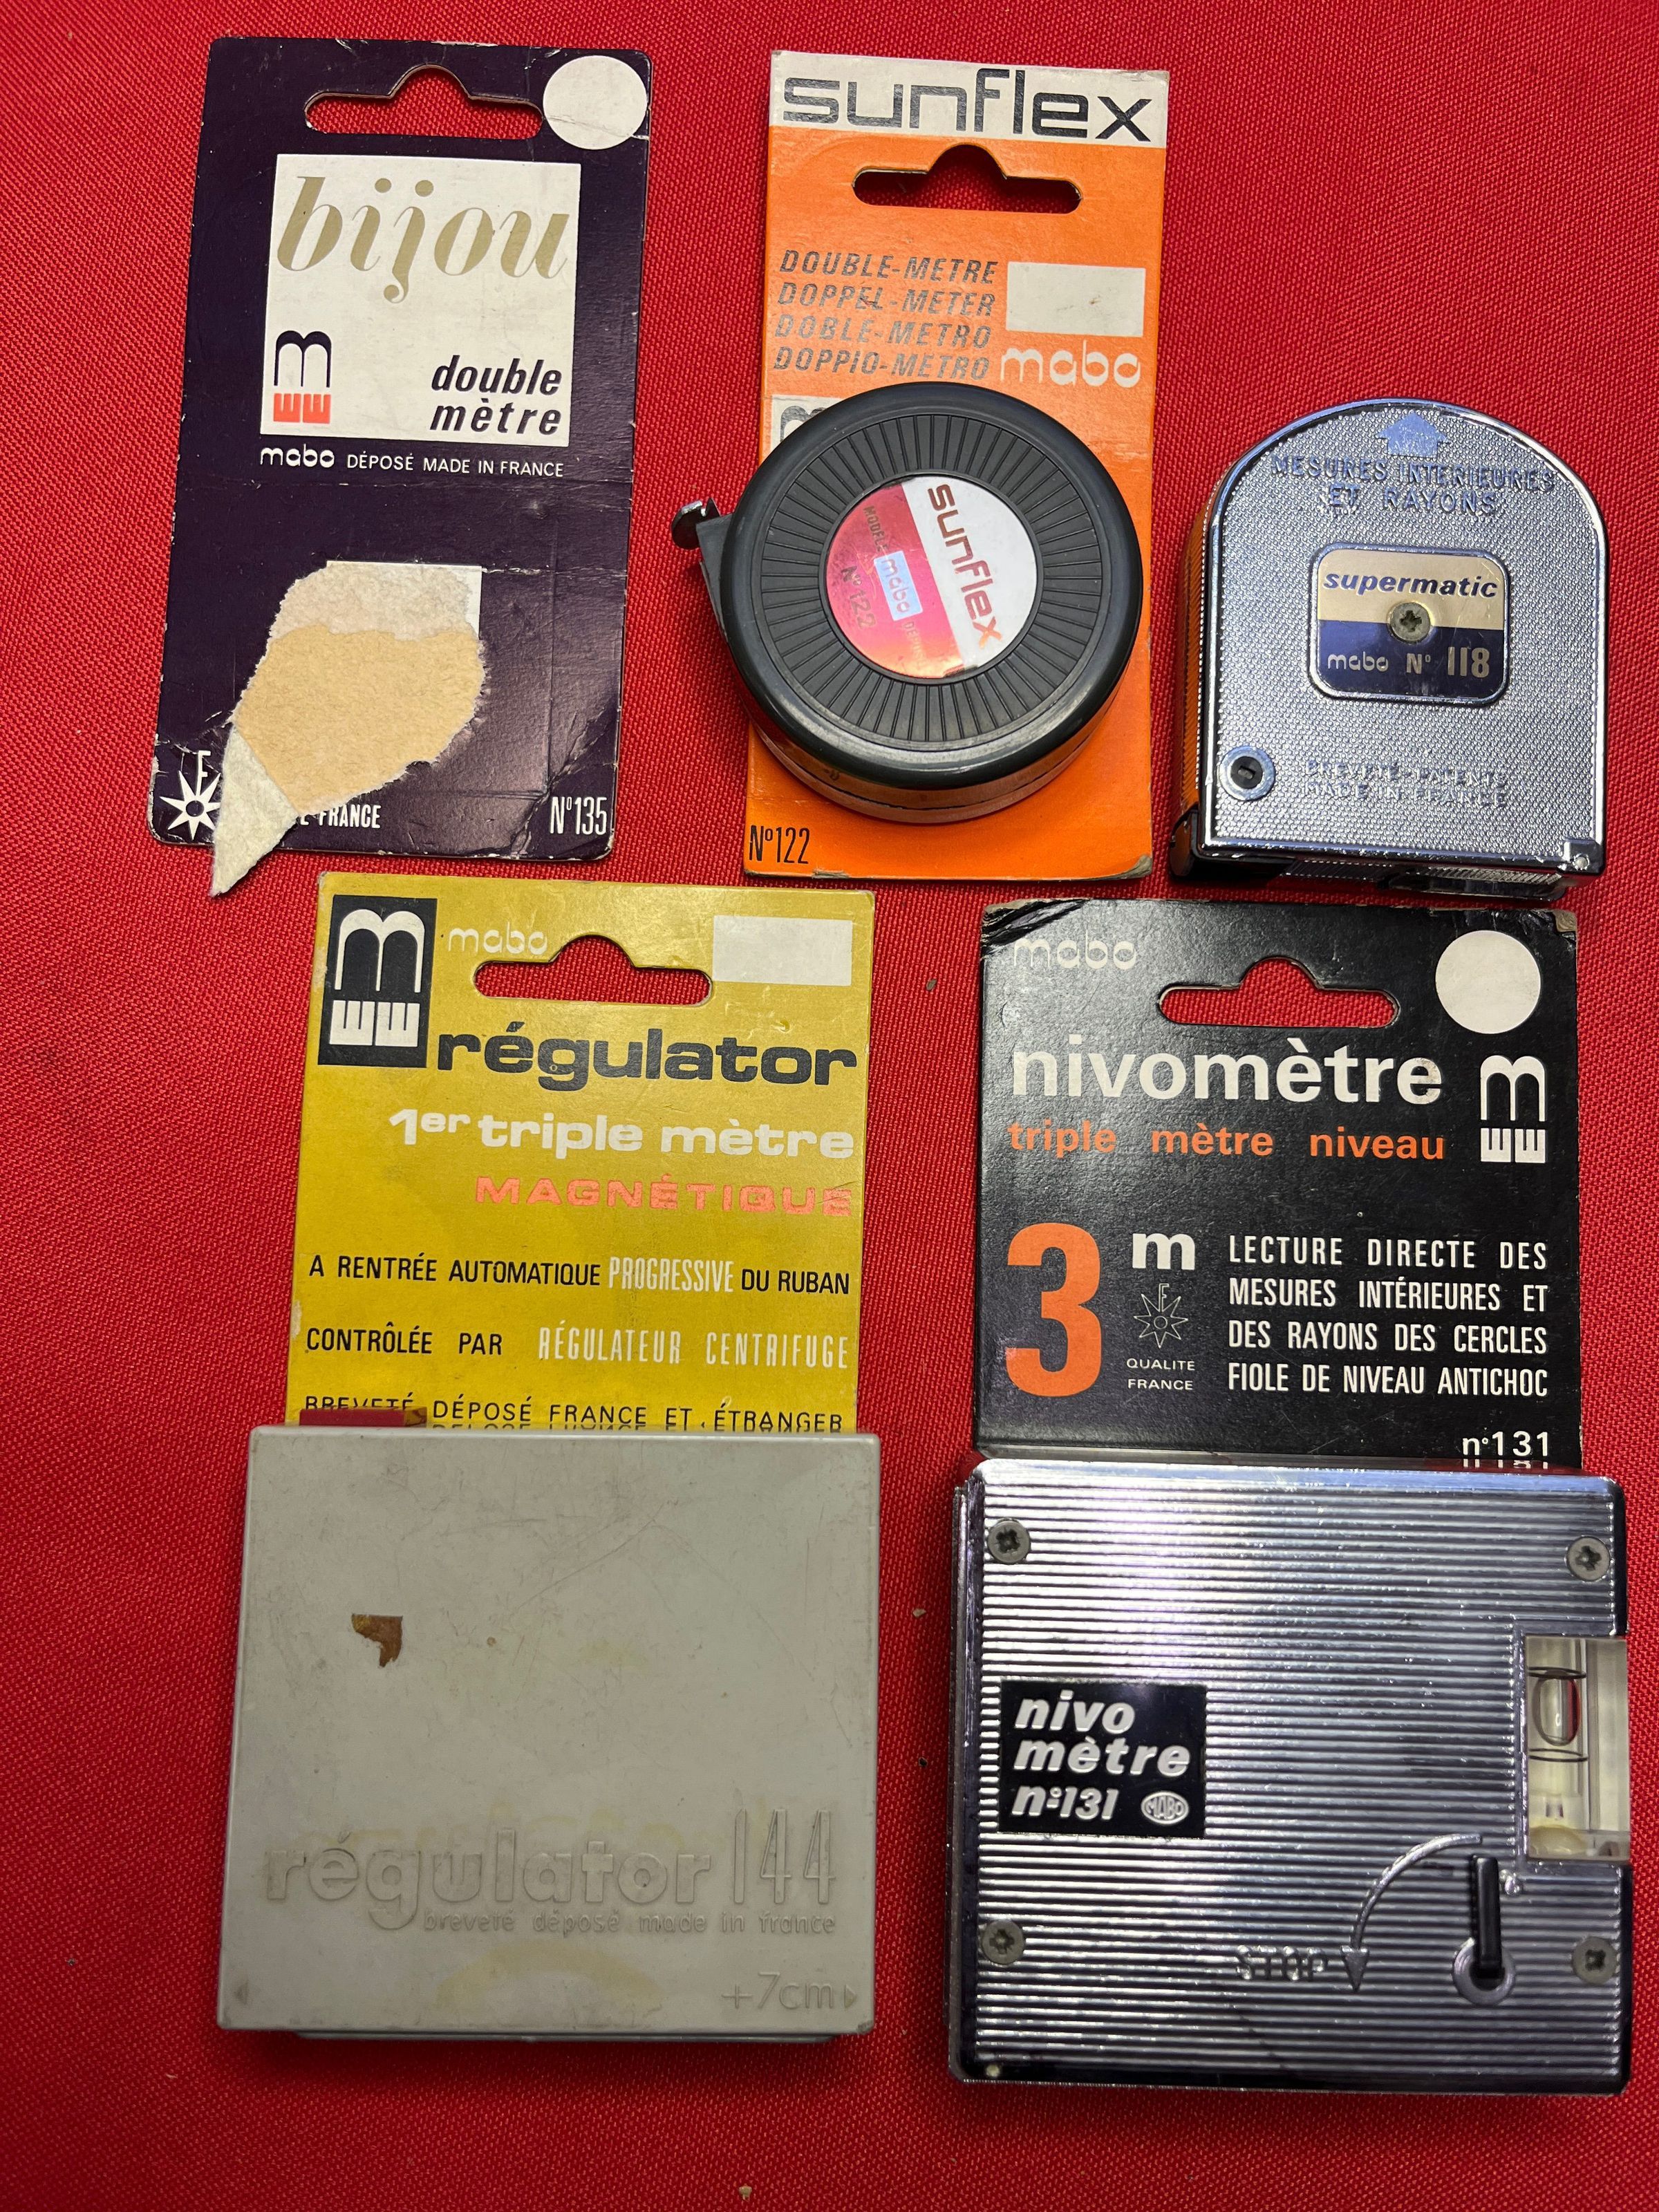 bijou
double
mètre
mabo DÉPOSÉ MADE IN FRANCE
F
FRANCE
N°135
sunflex
DOUBLE-METRE
DOPPEL-METER
DOBLE-METRO
DOPPIO-METRO
mabo
sunflex
MODELE mabo
N° 122
N°122
MESURES INTERIEURES
ET RAYONS
supermatic
mabo N° 118
BREVETE-PATENTS
MADE IN FRANCE
mabo
régulator
1er triple mètre
MAGNÉTIQUE
A RENTRÉE AUTOMATIQUE PROGRESSIVE DU RUBAN
CONTRÔLÉE PAR RÉGULATEUR CENTRIFUGE
BREVETÉ DÉPOSÉ FRANCE ET ÉTRANGER
régulator 144
breveté déposé made in france
+7cm
mabo
nivomètre
triple mètre niveau
3 m
F
QUALITE
FRANCE
LECTURE DIRECTE DES
MESURES INTÉRIEURES ET
DES RAYONS DES CERCLES
FIOLE DE NIVEAU ANTICHOC
n°131
nivo
mètre
n°131 MABO
STOP